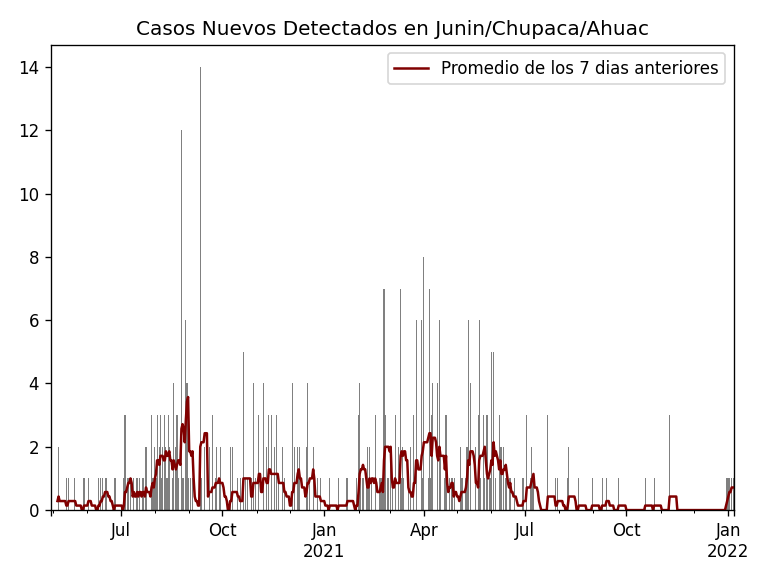 Casos Nuevos Detectados en Junin/Chupaca/Ahuac
Promedio de los 7 dias anteriores
14
12
10
8
6
4
2
0
Jul
Oct
Jan
2021
Apr
Jul
Oct
Jan
2022